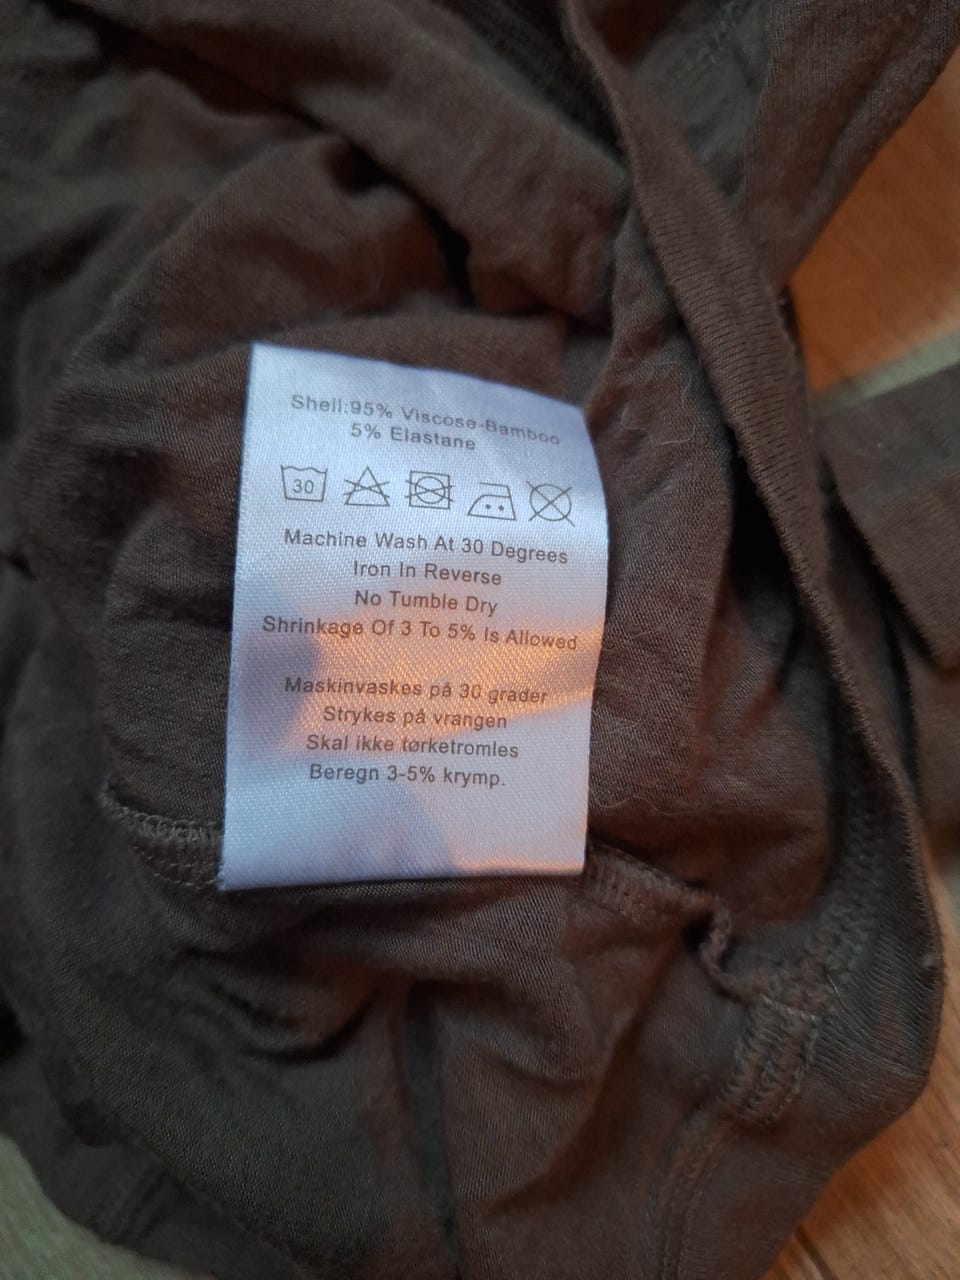 Shell:95% Viscose-Bamboo
5% Elastane
30
Machine Wash At 30 Degrees
Iron In Reverse
No Tumble Dry
Shrinkage Of 3 To 5% Is Allowed
Maskinvaskes på 30 grader
Strykes på vrangen
Skal ikke tørketromles
Beregn 3-5% krymp.